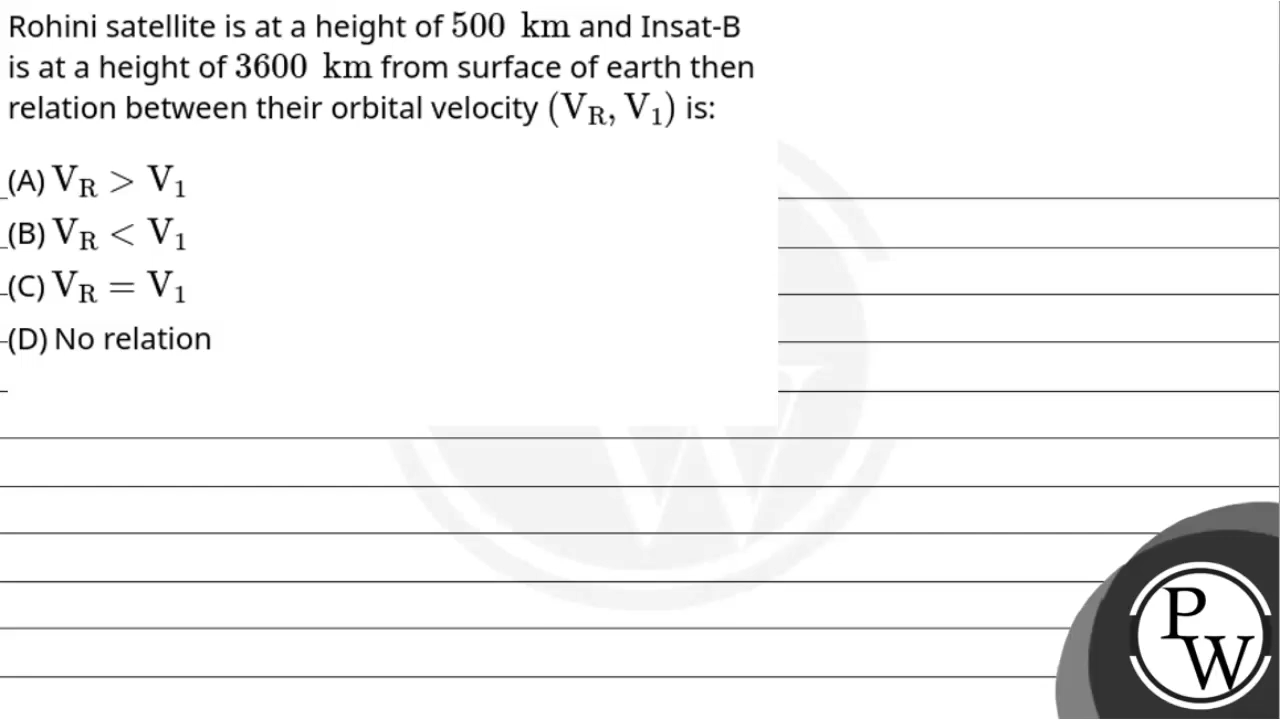 Rohini satellite is at a height of 500 km and Insat-B
is at a height of 3600 km from surface of earth then
relation between their orbital velocity (V_R, V_1) is:
(A) V_R > V_1
(B) V_R < V_1
(C) V_R = V_1
(D) No relation
W
P
W